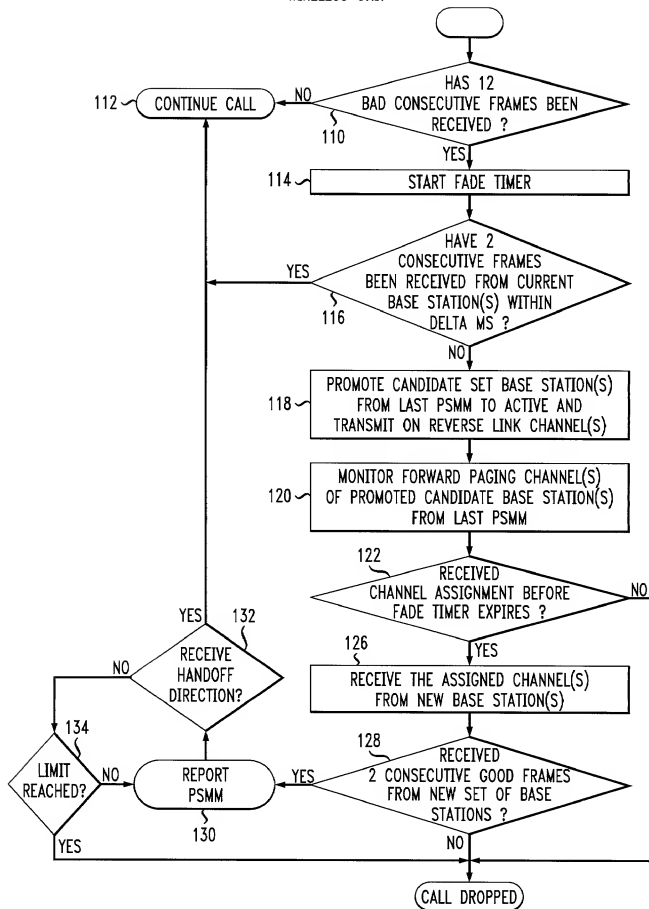 HAS 12
BAD CONSECUTIVE FRAMES BEEN
RECEIVED ?
110
NO
YES
112
CONTINUE CALL
114
START FADE TIMER
HAVE 2
CONSECUTIVE FRAMES
BEEN RECEIVED FROM CURRENT
BASE STATION(S) WITHIN
DELTA MS ?
116
YES
NO
118
PROMOTE CANDIDATE SET BASE STATION(S)
FROM LAST PSMM TO ACTIVE AND
TRANSMIT ON REVERSE LINK CHANNEL(S)
120
MONITOR FORWARD PAGING CHANNEL(S)
OF PROMOTED CANDIDATE BASE STATION(S)
FROM LAST PSMM
122
RECEIVED
CHANNEL ASSIGNMENT BEFORE
FADE TIMER EXPIRES ?
NO
YES
126
RECEIVE THE ASSIGNED CHANNEL(S)
FROM NEW BASE STATION(S)
128
RECEIVED
2 CONSECUTIVE GOOD FRAMES
FROM NEW SET OF BASE
STATIONS ?
YES
NO
REPORT
PSMM
130
YES
132
RECEIVE
HANDOFF
DIRECTION?
NO
134
LIMIT
REACHED?
NO
YES
CALL DROPPED